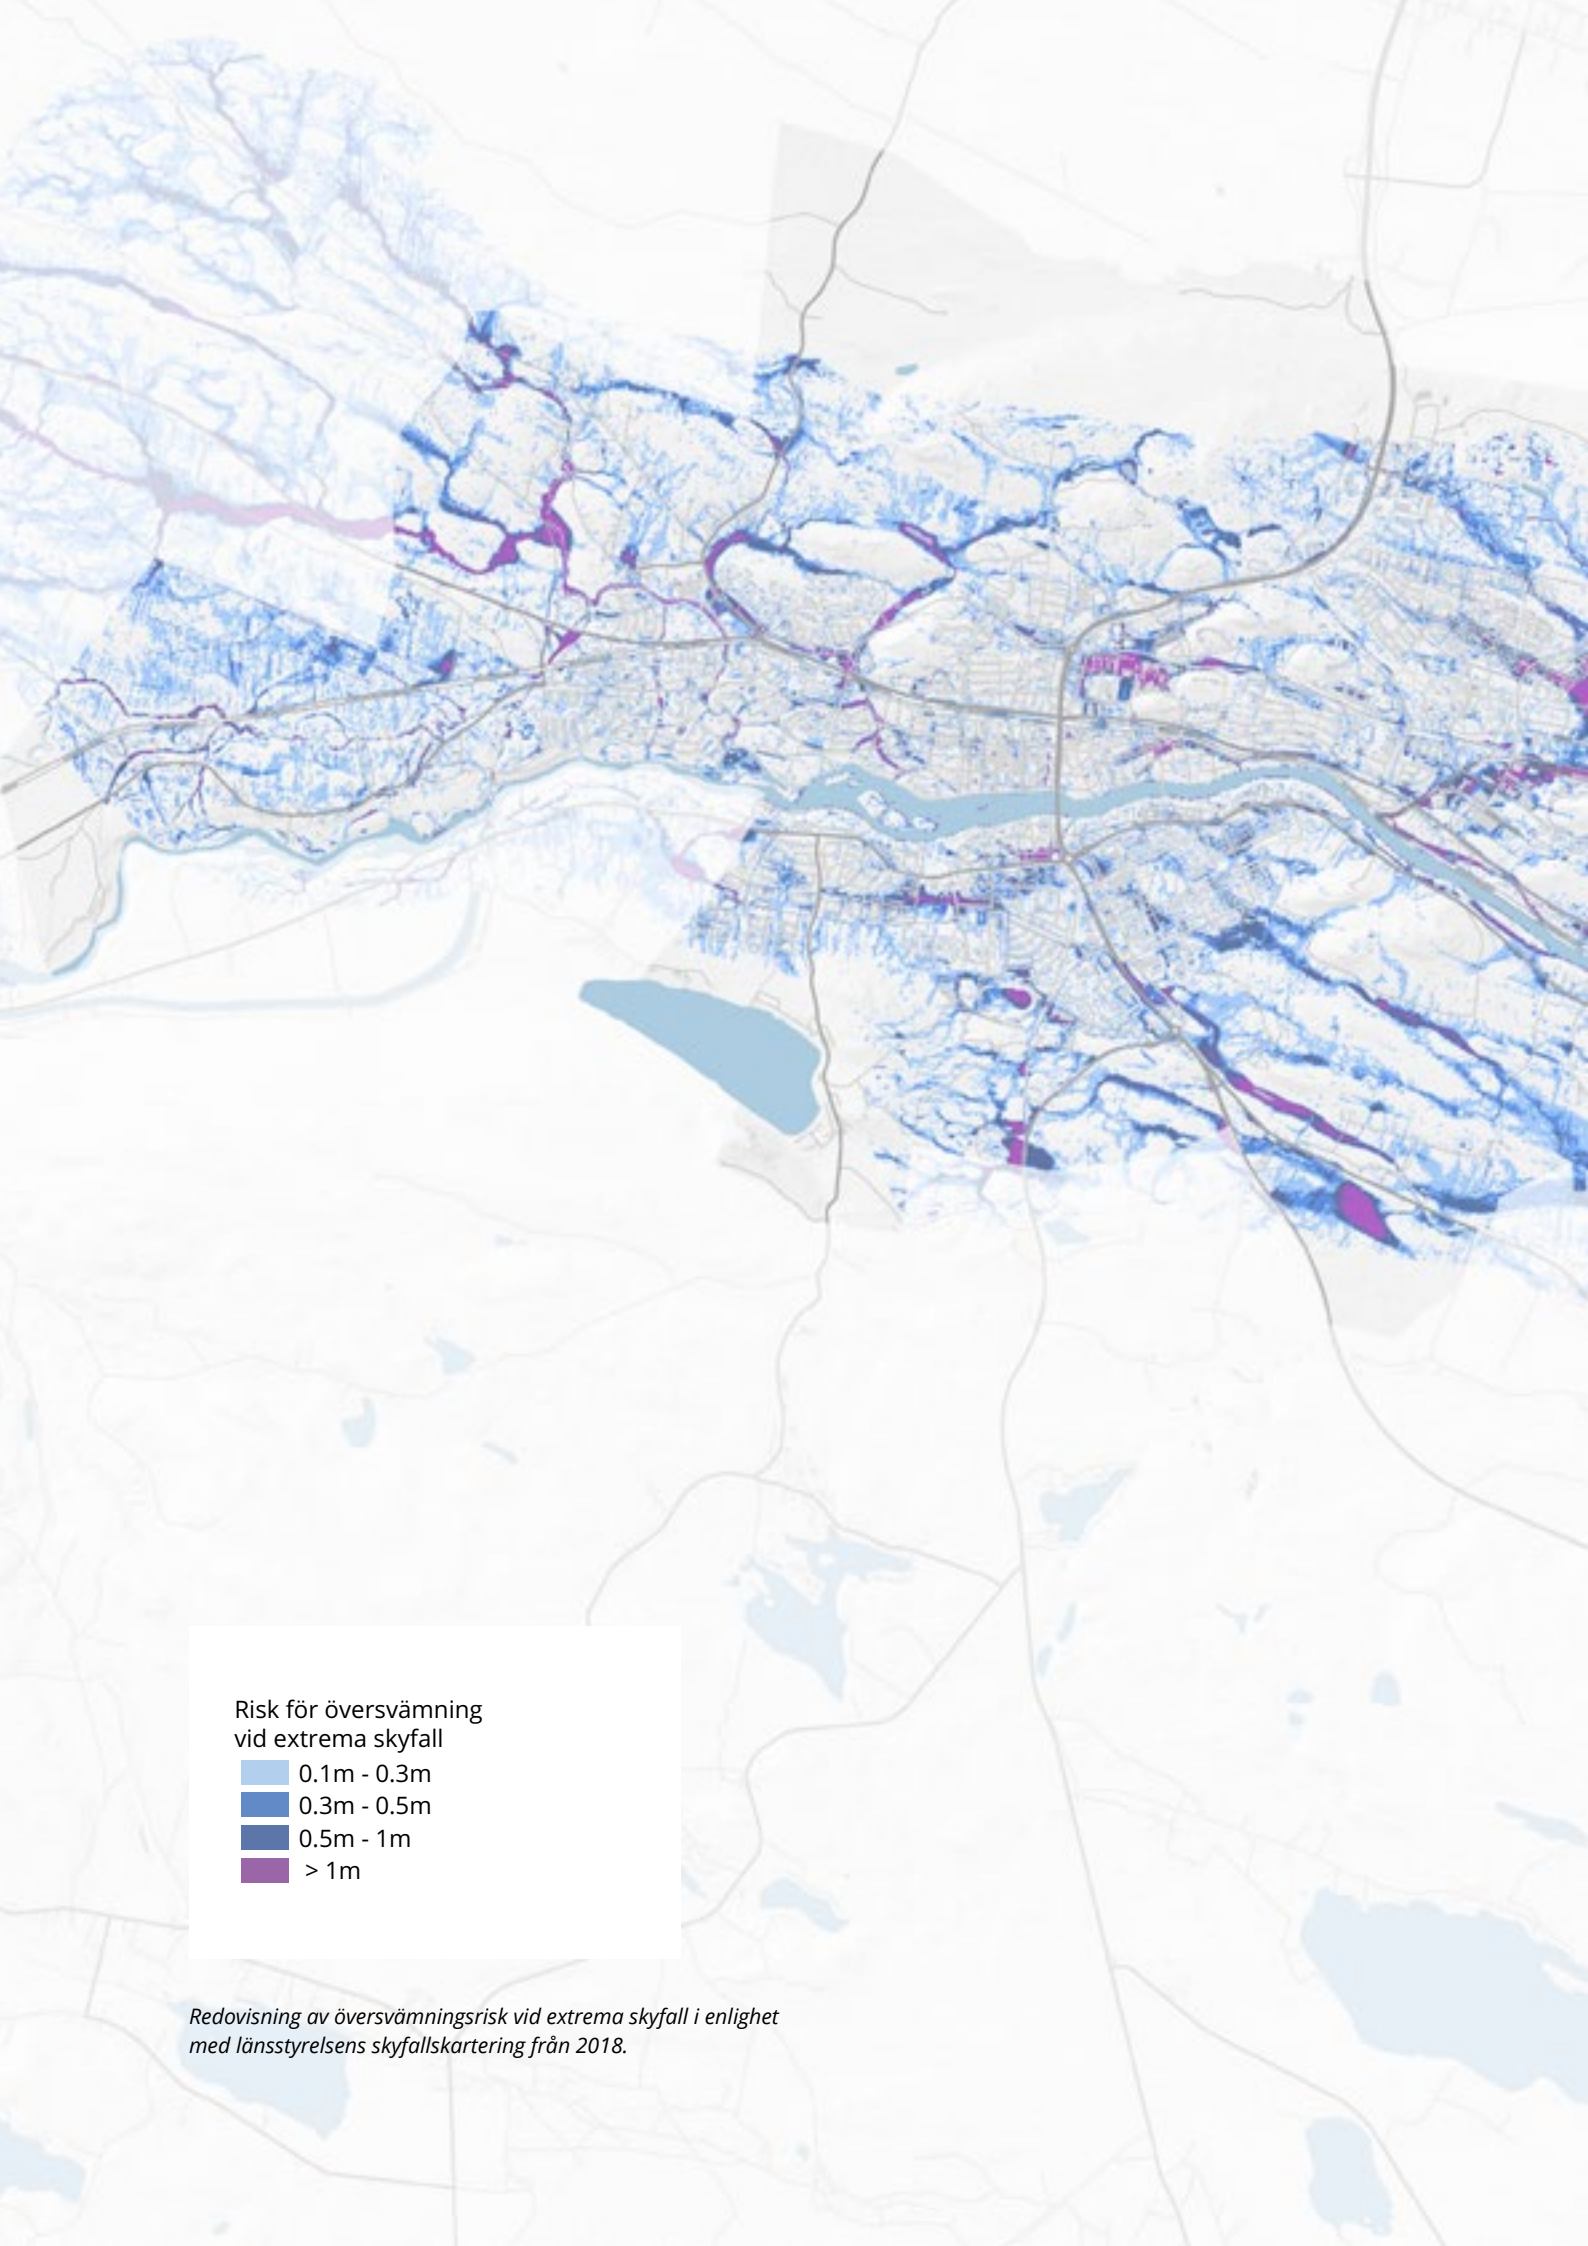 Risk för översvämning
vid extrema skyfall
0.1m - 0.3m
0.3m - 0.5m
0.5m - 1m
> 1m
Redovisning av översvämningsrisk vid extrema skyfall i enlighet
med länsstyrelsens skyfallskartering från 2018.